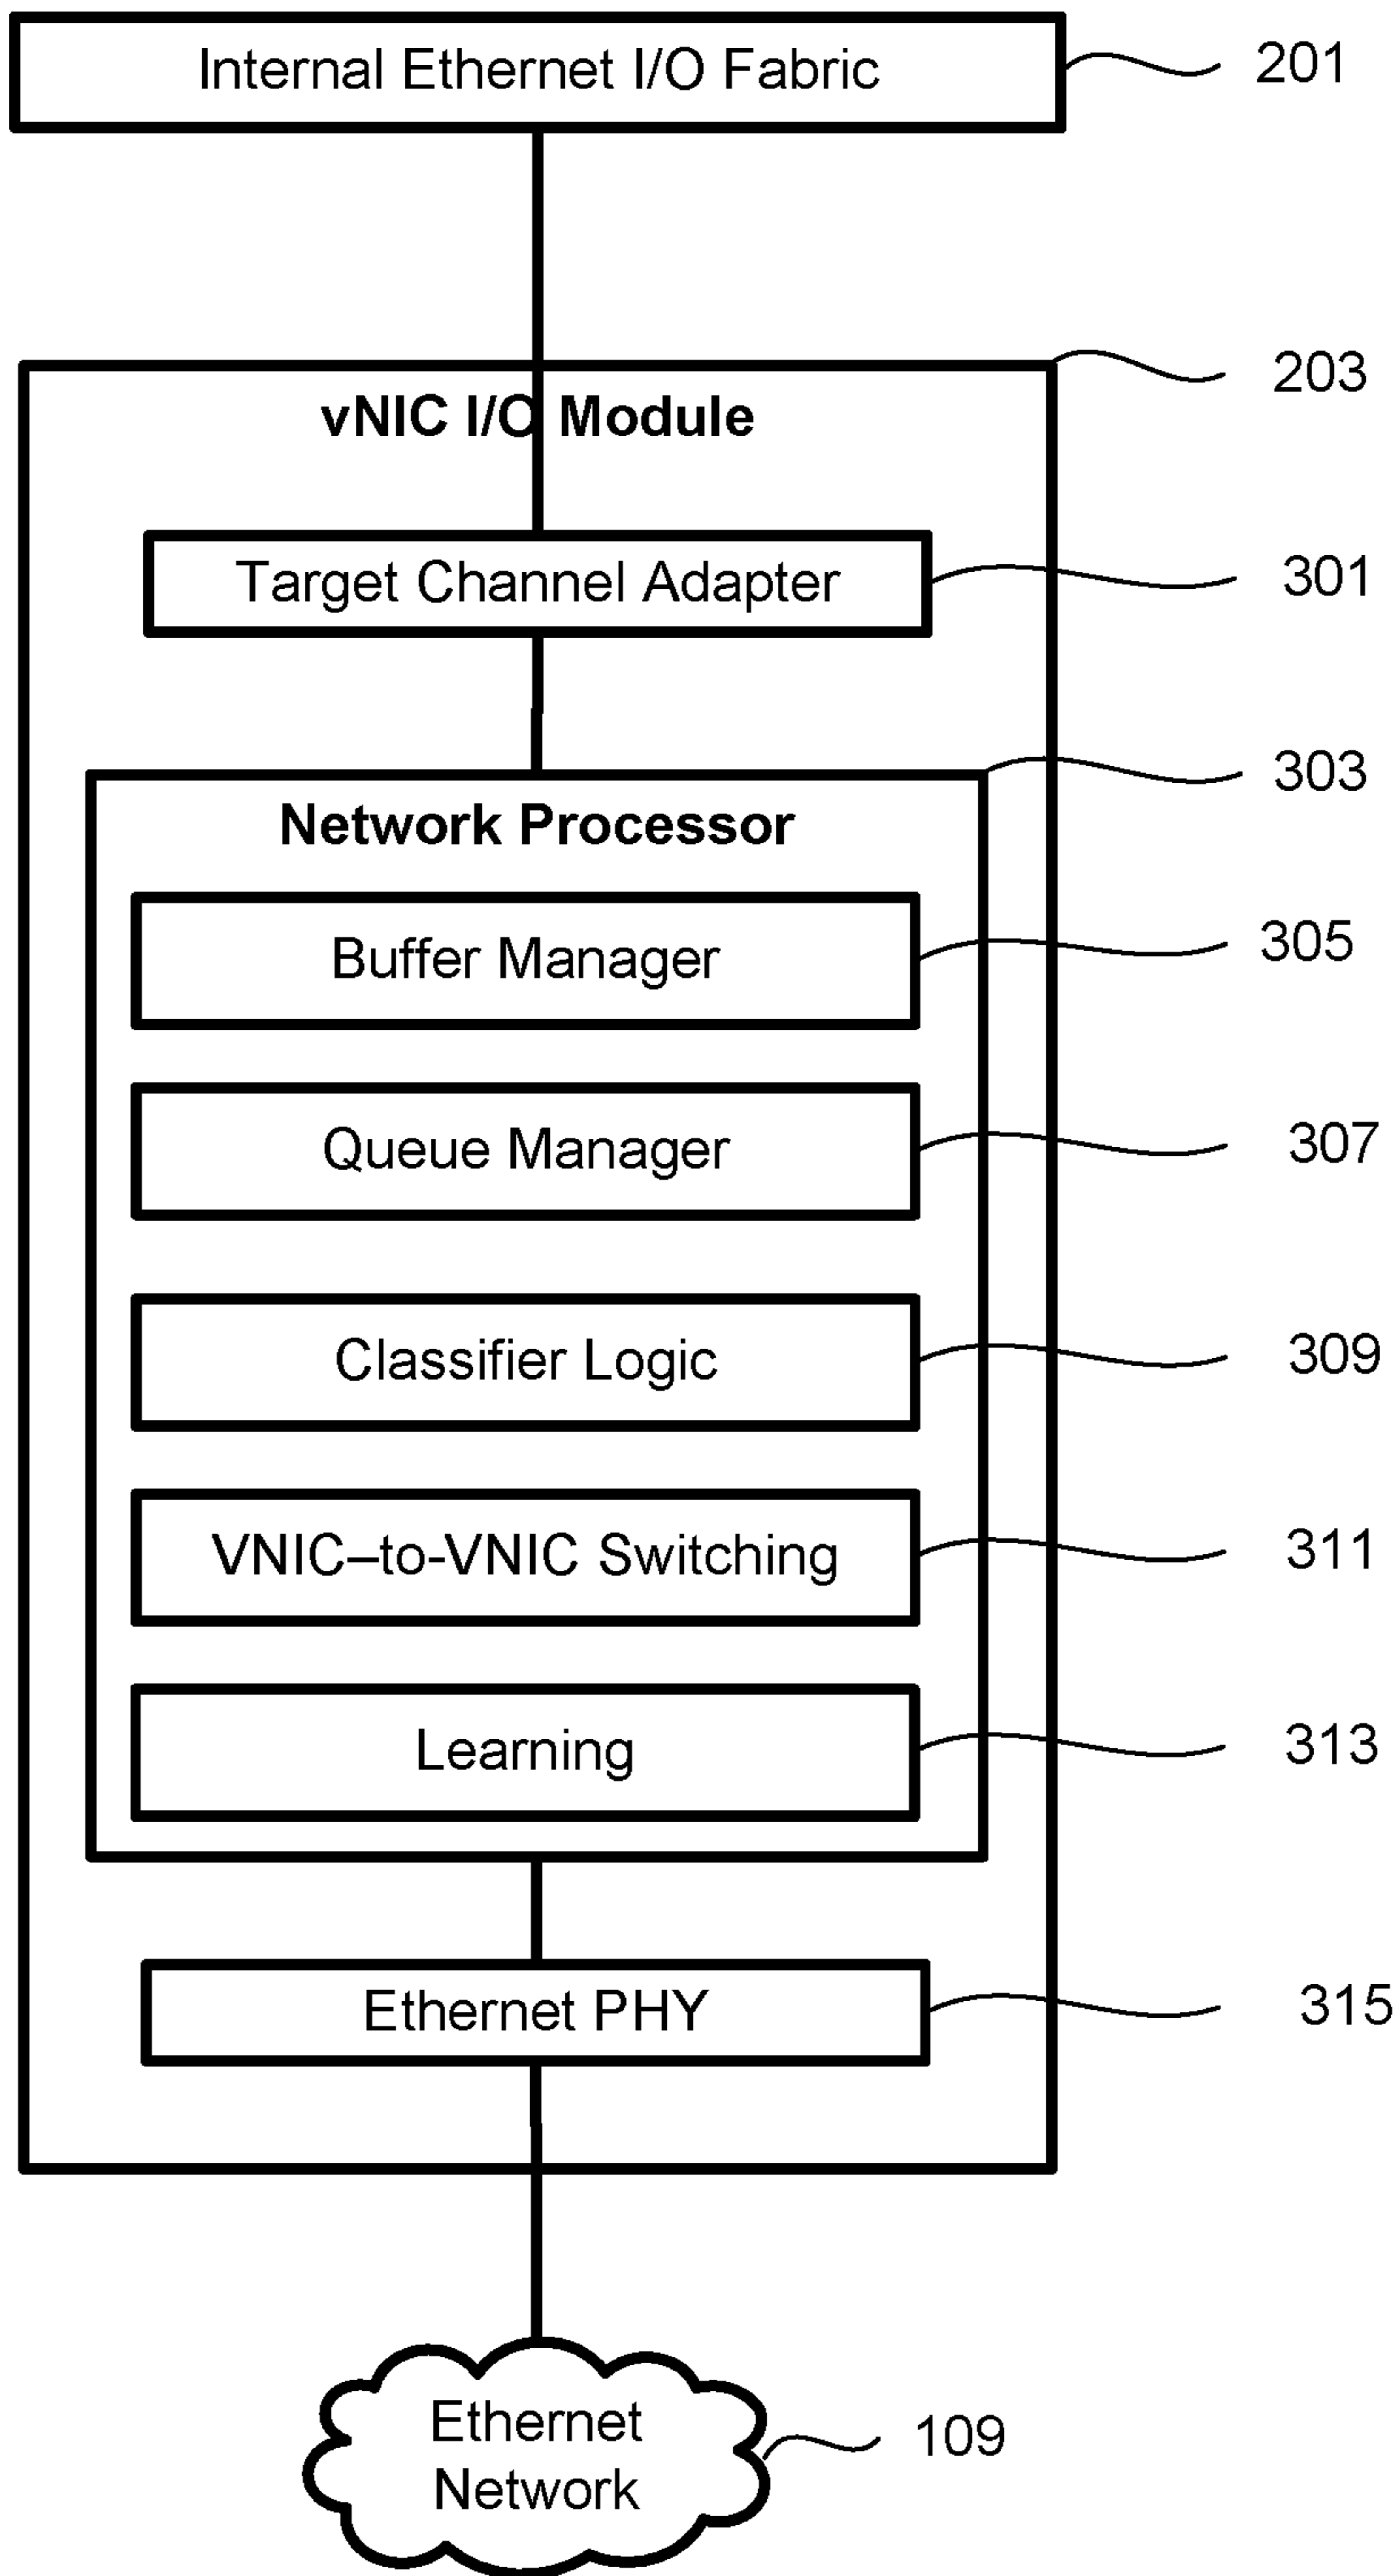 Internal Ethernet I/O Fabric
201
203
vNIC I/O Module
Target Channel Adapter
301
303
Network Processor
Buffer Manager
305
Queue Manager
307
Classifier Logic
309
VNIC–to-VNIC Switching
311
Learning
313
Ethernet PHY
315
Ethernet
Network
109